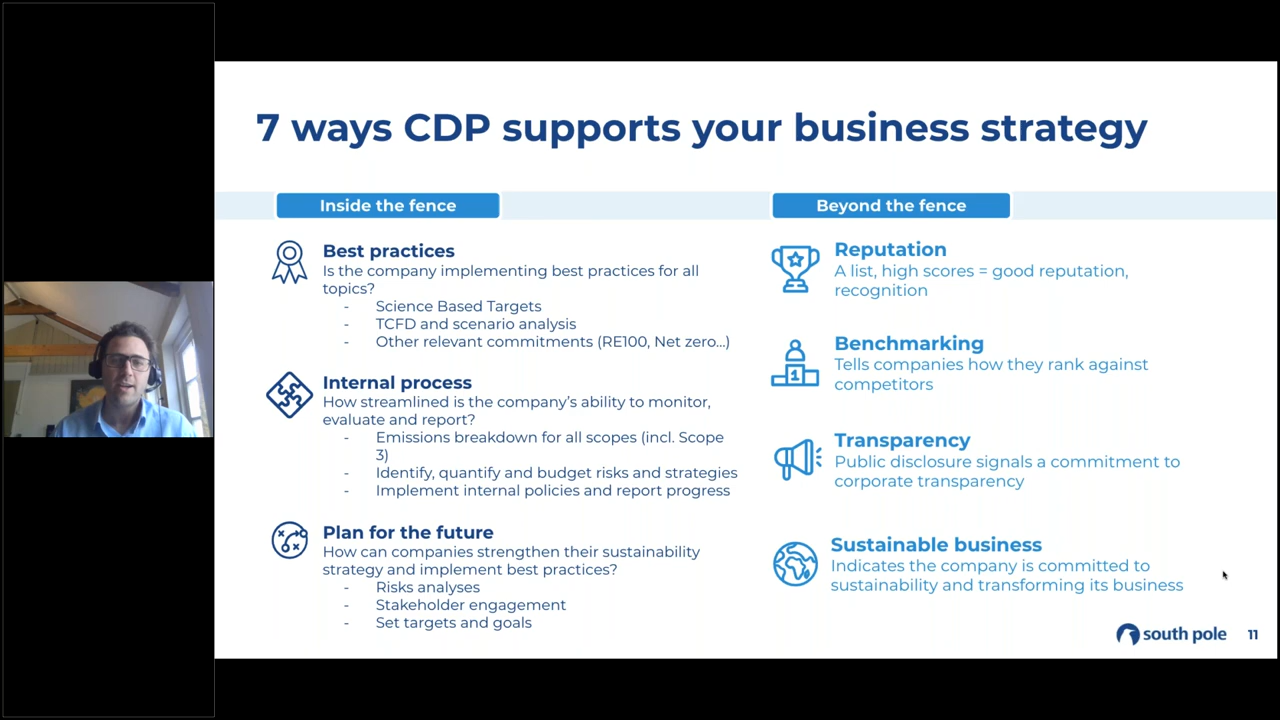 7 ways CDP supports your business strategy
Inside the fence
Best practices
Is the company implementing best practices for all
topics?
- Science Based Targets
- TCFD and scenario analysis
- Other relevant commitments (RE100, Net zero...)
Internal process
How streamlined is the company's ability to monitor,
evaluate and report?
- Emissions breakdown for all scopes (incl. Scope
3)
- Identify, quantify and budget risks and strategies
- Implement internal policies and report progress
Plan for the future
How can companies strengthen their sustainability
strategy and implement best practices?
- Risks analyses
- Stakeholder engagement
- Set targets and goals
Beyond the fence
Reputation
A list, high scores = good reputation,
recognition
1
Benchmarking
Tells companies how they rank against
competitors
Transparency
Public disclosure signals a commitment to
corporate transparency
Sustainable business
Indicates the company is committed to
sustainability and transforming its business
south pole
11